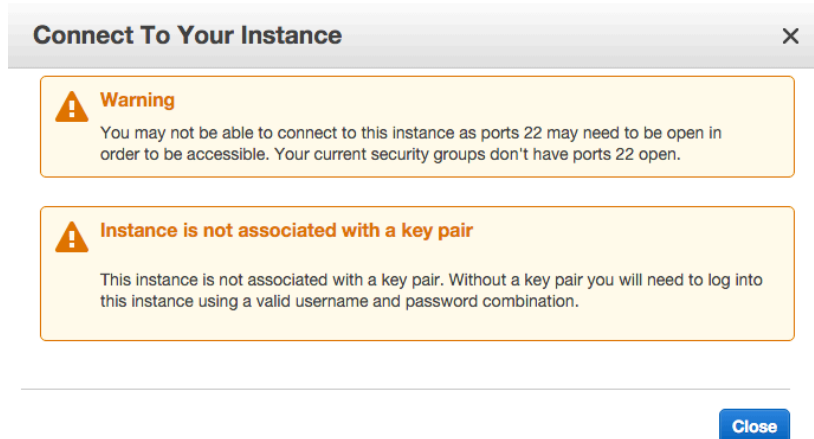 Connect To Your Instance
Warning
You may not be able to connect to this instance as ports 22 may need to be open in
order to be accessible. Your current security groups don't have ports 22 open.
Instance is not associated with a key pair
This instance is not associated with a key pair. Without a key pair you will need to log into
this instance using a valid username and password combination.
Close